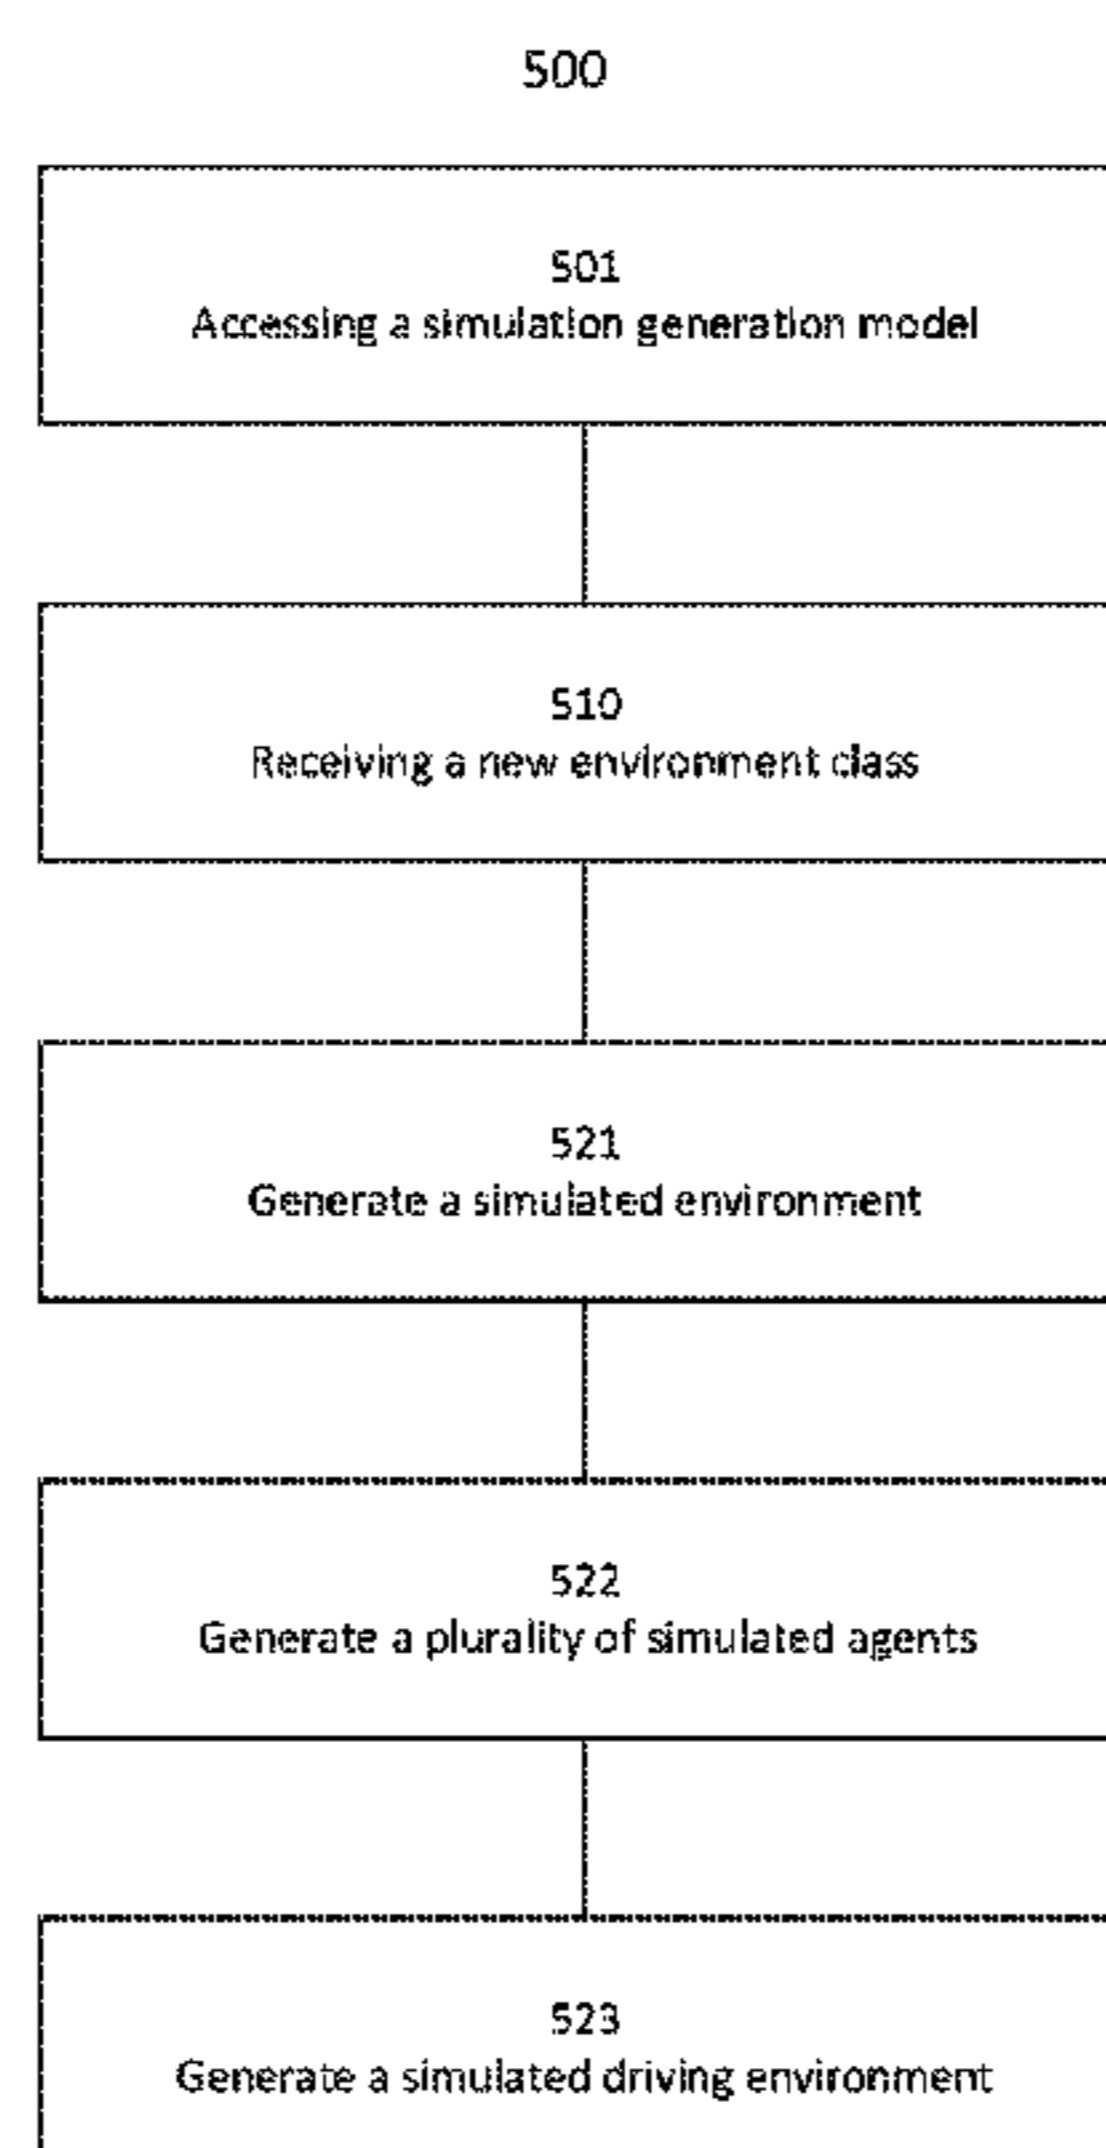 500
501
Accessing a simulation generation model
510
Receiving a new environment class
521
Generate a simulated environment
522
Generate a plurality of simulated agents
523
Generate a simulated driving environment